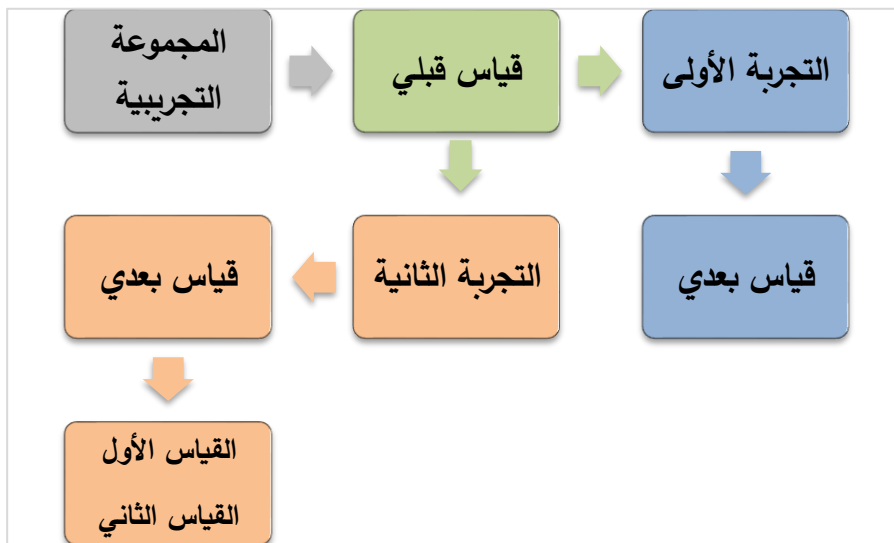 المجموعة
التجريبية
قياس قبلي
التجربة الأولى
قياس بعدي
التجربة الثانية
قياس بعدي
القياس الأول
القياس الثاني